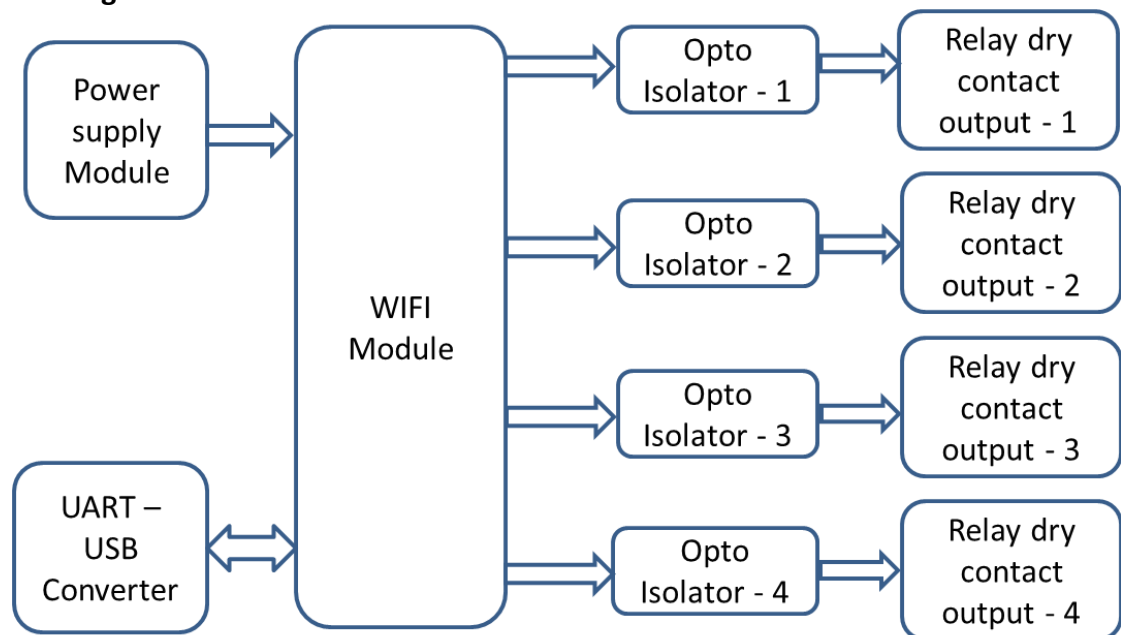 Power
supply
Module
UART –
USB
Converter
WIFI
Module
Opto
Isolator - 1
Relay dry
contact
output - 1
Opto
Isolator - 2
Relay dry
contact
output - 2
Opto
Isolator - 3
Relay dry
contact
output - 3
Opto
Isolator - 4
Relay dry
contact
output - 4